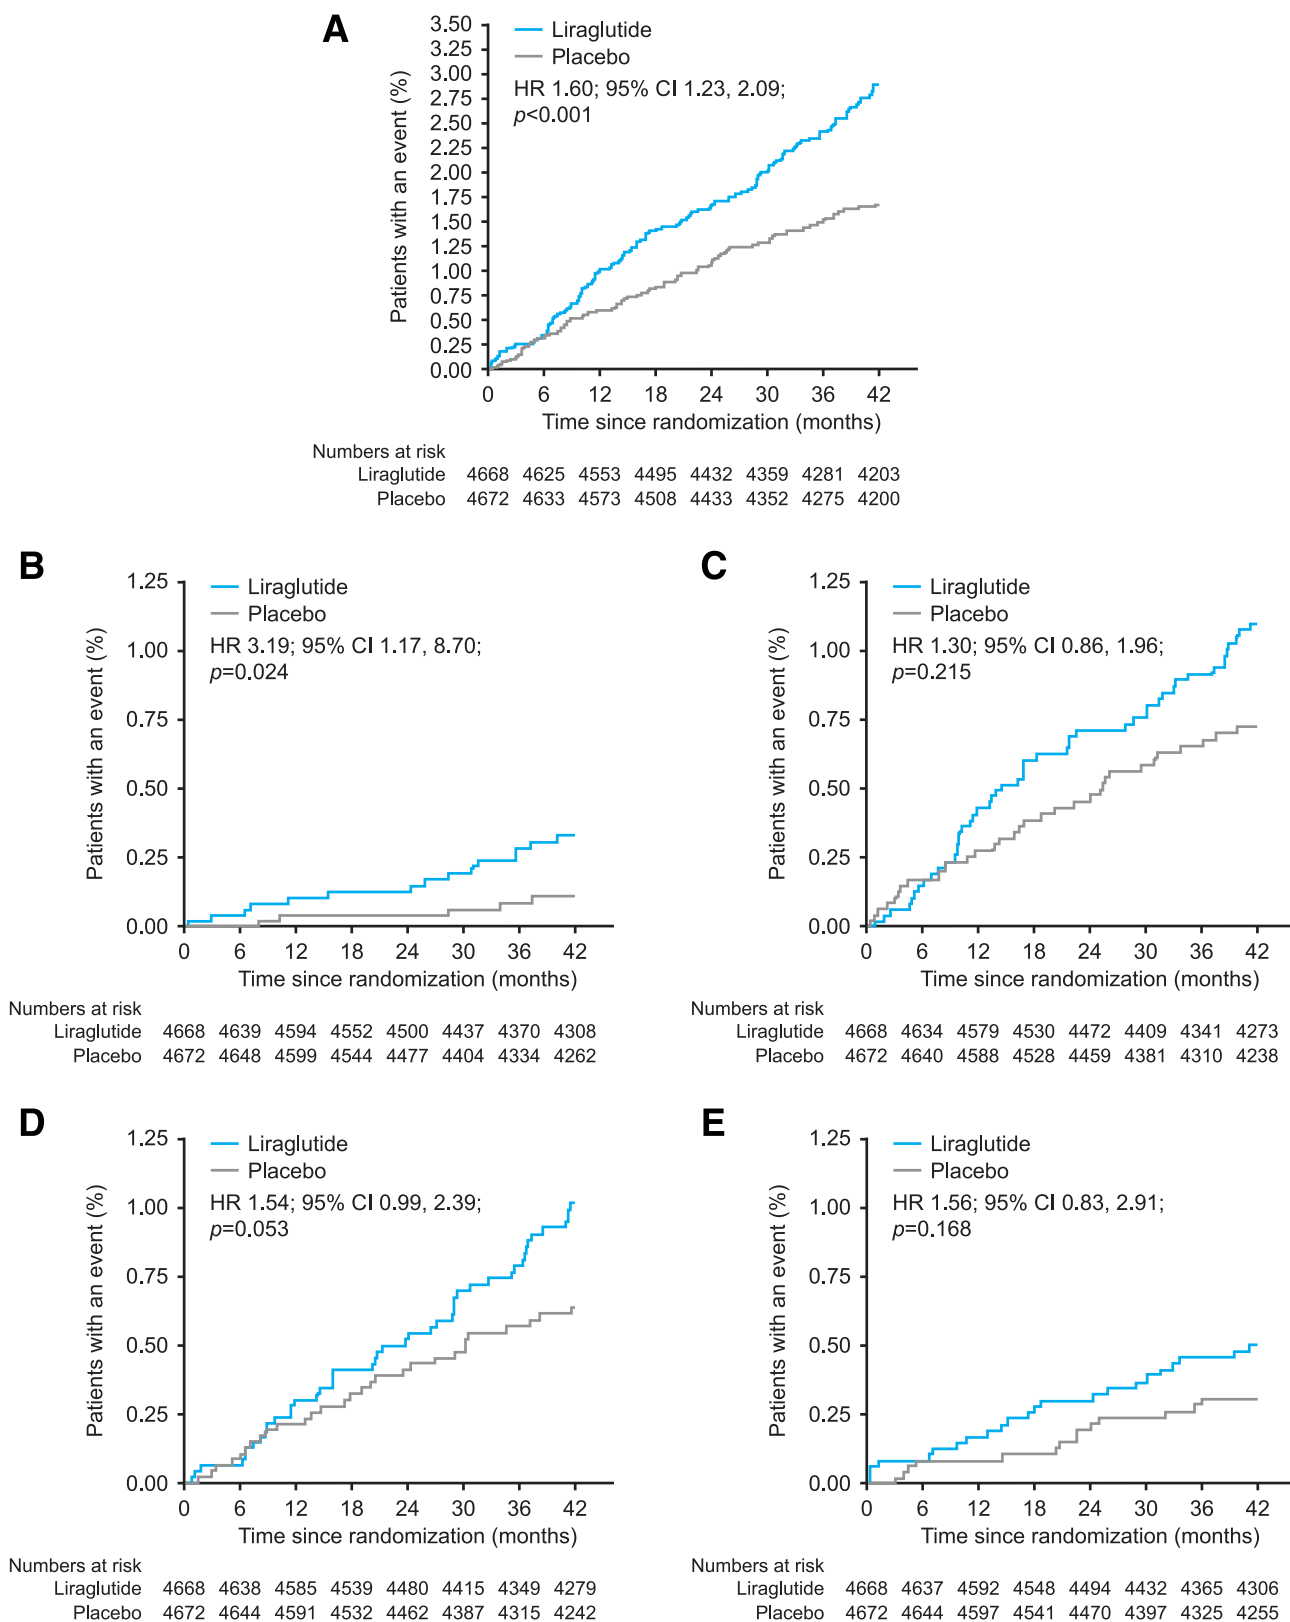 A
3.50
3.25
3.00
2.75
2.50
2.25
2.00
1.75
1.50
1.25
1.00
0.75
0.50
0.25
0.00
Patients with an event (%)
Liraglutide
Placebo
HR 1.60; 95% CI 1.23, 2.09;
p<0.001
0 6 12 18 24 30 36 42
Time since randomization (months)
Numbers at risk
Liraglutide 4668 4625 4553 4495 4432 4359 4281 4203
Placebo 4672 4633 4573 4508 4433 4352 4275 4200
B
1.25
1.00
0.75
0.50
0.25
0.00
Patients with an event (%)
Liraglutide
Placebo
HR 3.19; 95% CI 1.17, 8.70;
p=0.024
0 6 12 18 24 30 36 42
Time since randomization (months)
Numbers at risk
Liraglutide 4668 4639 4594 4552 4500 4437 4370 4308
Placebo 4672 4648 4599 4544 4477 4404 4334 4262
C
1.25
1.00
0.75
0.50
0.25
0.00
Patients with an event (%)
Liraglutide
Placebo
HR 1.30; 95% CI 0.86, 1.96;
p=0.215
0 6 12 18 24 30 36 42
Time since randomization (months)
Numbers at risk
Liraglutide 4668 4634 4579 4530 4472 4409 4341 4273
Placebo 4672 4640 4588 4528 4459 4381 4310 4238
D
1.25
1.00
0.75
0.50
0.25
0.00
Patients with an event (%)
Liraglutide
Placebo
HR 1.54; 95% CI 0.99, 2.39;
p=0.053
0 6 12 18 24 30 36 42
Time since randomization (months)
Numbers at risk
Liraglutide 4668 4638 4585 4539 4480 4415 4349 4279
Placebo 4672 4644 4591 4532 4462 4387 4315 4242
E
1.25
1.00
0.75
0.50
0.25
0.00
Patients with an event (%)
Liraglutide
Placebo
HR 1.56; 95% CI 0.83, 2.91;
p=0.168
0 6 12 18 24 30 36 42
Time since randomization (months)
Numbers at risk
Liraglutide 4668 4637 4592 4548 4494 4432 4365 4306
Placebo 4672 4644 4597 4541 4470 4397 4325 4255